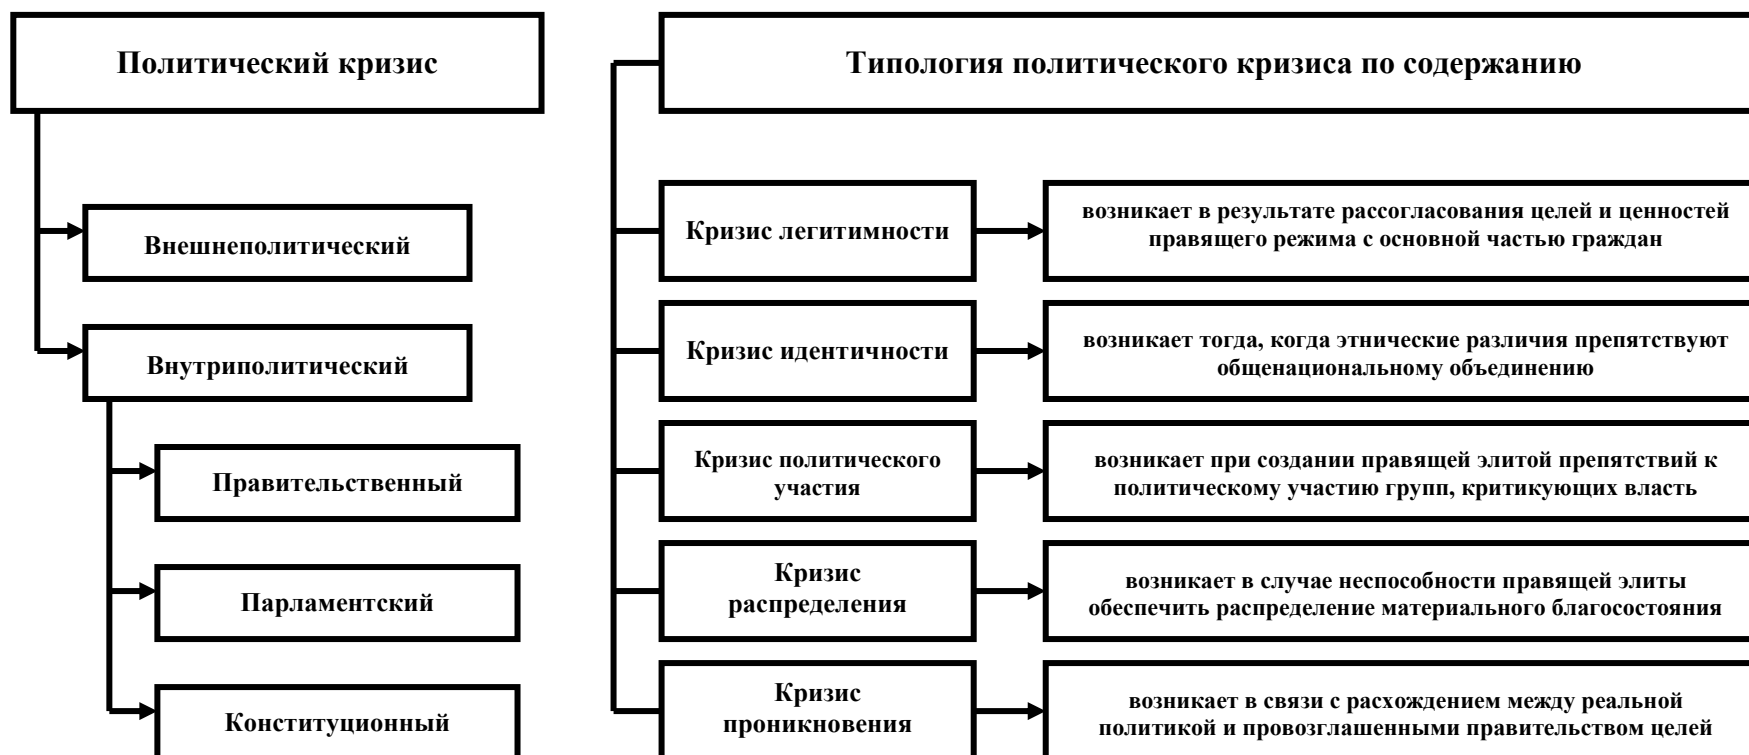 Политический кризис
Внешнеполитический
Внутриполитический
Правительственный
Парламентский
Конституционный
Типология политического кризиса по содержанию
Кризис легитимности
возникает в результате рассогласования целей и ценностей
правящего режима с основной частью граждан
Кризис идентичности
возникает тогда, когда этнические различия препятствуют
общенациональному объединению
Кризис политического
участия
возникает при создании правящей элитой препятствий к
политическому участию групп, критикующих власть
Кризис
распределения
возникает в случае неспособности правящей элиты
обеспечить распределение материального благосостояния
Кризис
проникновения
возникает в связи с расхождением между реальной
политикой и провозглашенными правительством целей